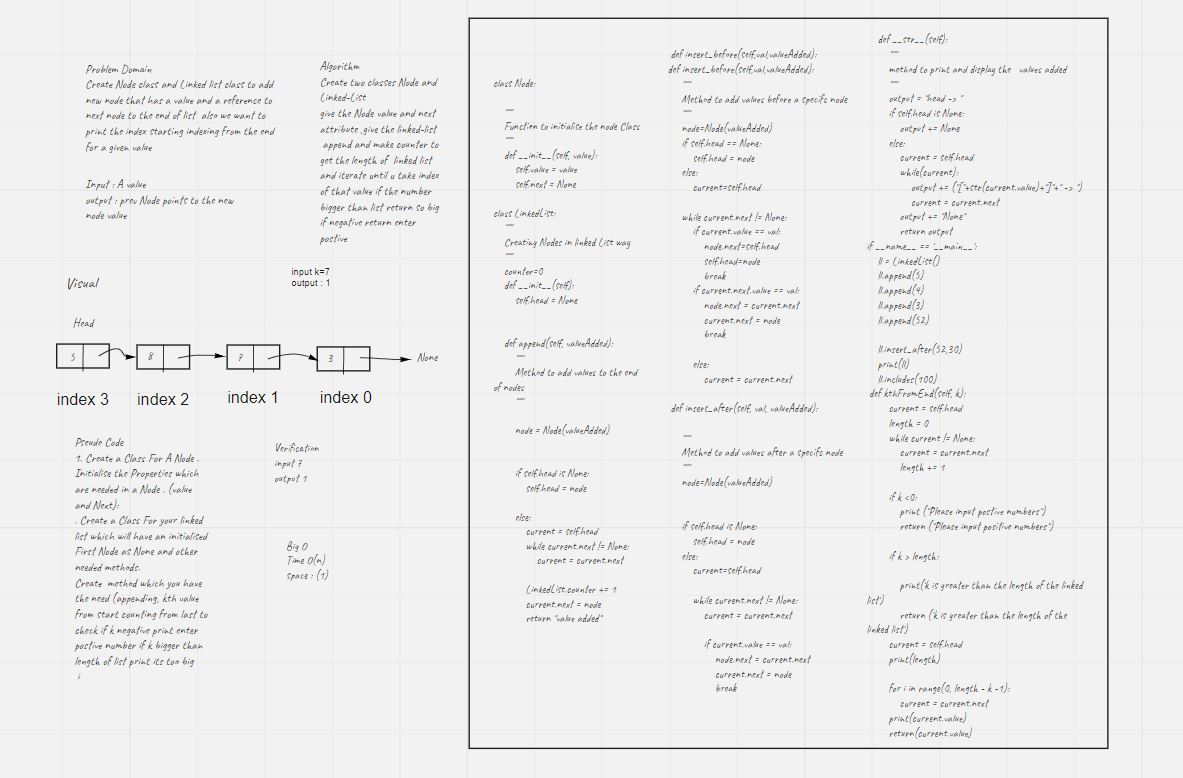 Problem Domain
Create Node class and Linked list class to add
new node that has a value and a reference to
next node to the end of list also we want to
print the index starting indexing from the end
for a given value
Input : A value
output : prev Node points to the new
node value
Algorithm
Create two classes Node and
Linked-List
give the Node value and next
attribute .give the linked-list
append and make counter to
get the length of linked list
and iterate until u take index
of that value if the number
bigger than list return so big
if negative return enter
postive
Visual
input k=7
output : 1
Head
5
8
7
3
None
index 3
index 2
index 1
index 0
Pseudo Code
1. Create a Class For A Node .
Initialise the Properties which
are needed in a Node . (value
and Next):
. Create a Class For your linked
list which will have an initialised
First Node as None and other
needed methods.
Create method which you have
the need (appending, kth value
from start counting from last to
check if k negative print enter
postive number if k bigger than
length of list print its too big
;
Verification
input 7
output 1
Big O
Time O(n)
space : (1)
class Node:
"""
Function to initialise the node Class
"""
def __init__(self, value):
self.value = value
self.next = None
class LinkedList:
"""
Creating Nodes in linked List way
"""
counter=0
def __init__(self):
self.head = None
def append(self, valueAdded):
"""
Method to add values to the end
of nodes
"""
node = Node(valueAdded)
if self.head is None:
self.head = node
else:
current = self.head
while current.next != None:
current = current.next
LinkedList.counter += 1
current.next = node
return "value added"
def insert_before(self,val,valueAdded):
def insert_before(self,val,valueAdded):
"""
Method to add values before a specifc node
"""
node=Node(valueAdded)
if self.head == None:
self.head = node
else:
current=self.head
while current.next != None:
if current.value == val:
node.next=self.head
self.head=node
break
if current.next.value == val:
node.next = current.next
current.next = node
break
else:
current = current.next
def insert_after(self, val, valueAdded):
"""
Method to add values after a specifc node
"""
node=Node(valueAdded)
if self.head is None:
self.head = node
else:
current=self.head
while current.next != None:
current = current.next
if current.value == val:
node.next = current.next
current.next = node
break
def __str__(self):
"""
method to print and display the values added
"""
output = "head -> "
if self.head is None:
output += None
else:
current = self.head
while(current):
output += ("["+str(current.value)+"]"+" -> ")
current = current.next
output += "None"
return output
if __name__ == '__main__':
ll = LinkedList()
ll.append(5)
ll.append(4)
ll.append(3)
ll.append(52)
ll.insert_after(52,30)
print(ll)
ll.includes(100)
def kthFromEnd(self, k):
current = self.head
length = 0
while current != None:
current = current.next
length += 1
if k <0:
print ("Please input postive numbers")
return ("Please input positive numbers")
if k > length:
print('k is greater than the length of the linked
list')
return ('k is greater than the length of the
linked list')
current = self.head
print(length)
for i in range(0, length - k -1):
current = current.next
print(current.value)
return(current.value)